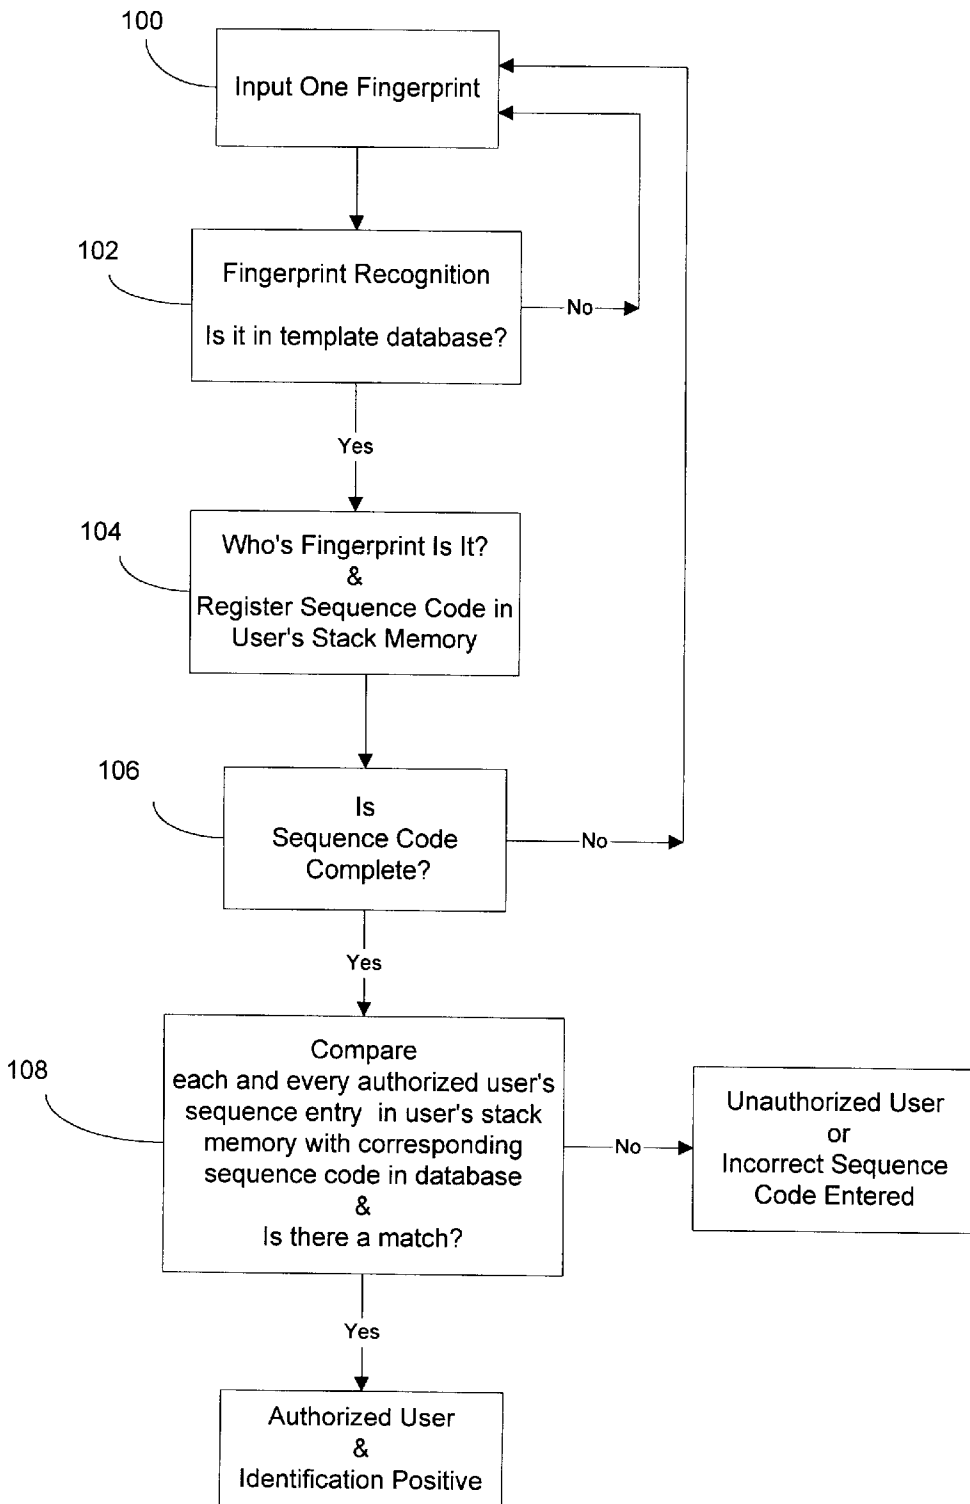 100
Input One Fingerprint
102
Fingerprint Recognition
Is it in template database?
No
Yes
104
Who's Fingerprint Is It?
&
Register Sequence Code in
User's Stack Memory
106
Is
Sequence Code
Complete?
No
Yes
108
Compare
each and every authorized user's
sequence entry in user's stack
memory with corresponding
sequence code in database
&
Is there a match?
No
Unauthorized User
or
Incorrect Sequence
Code Entered
Yes
Authorized User
&
Identification Positive